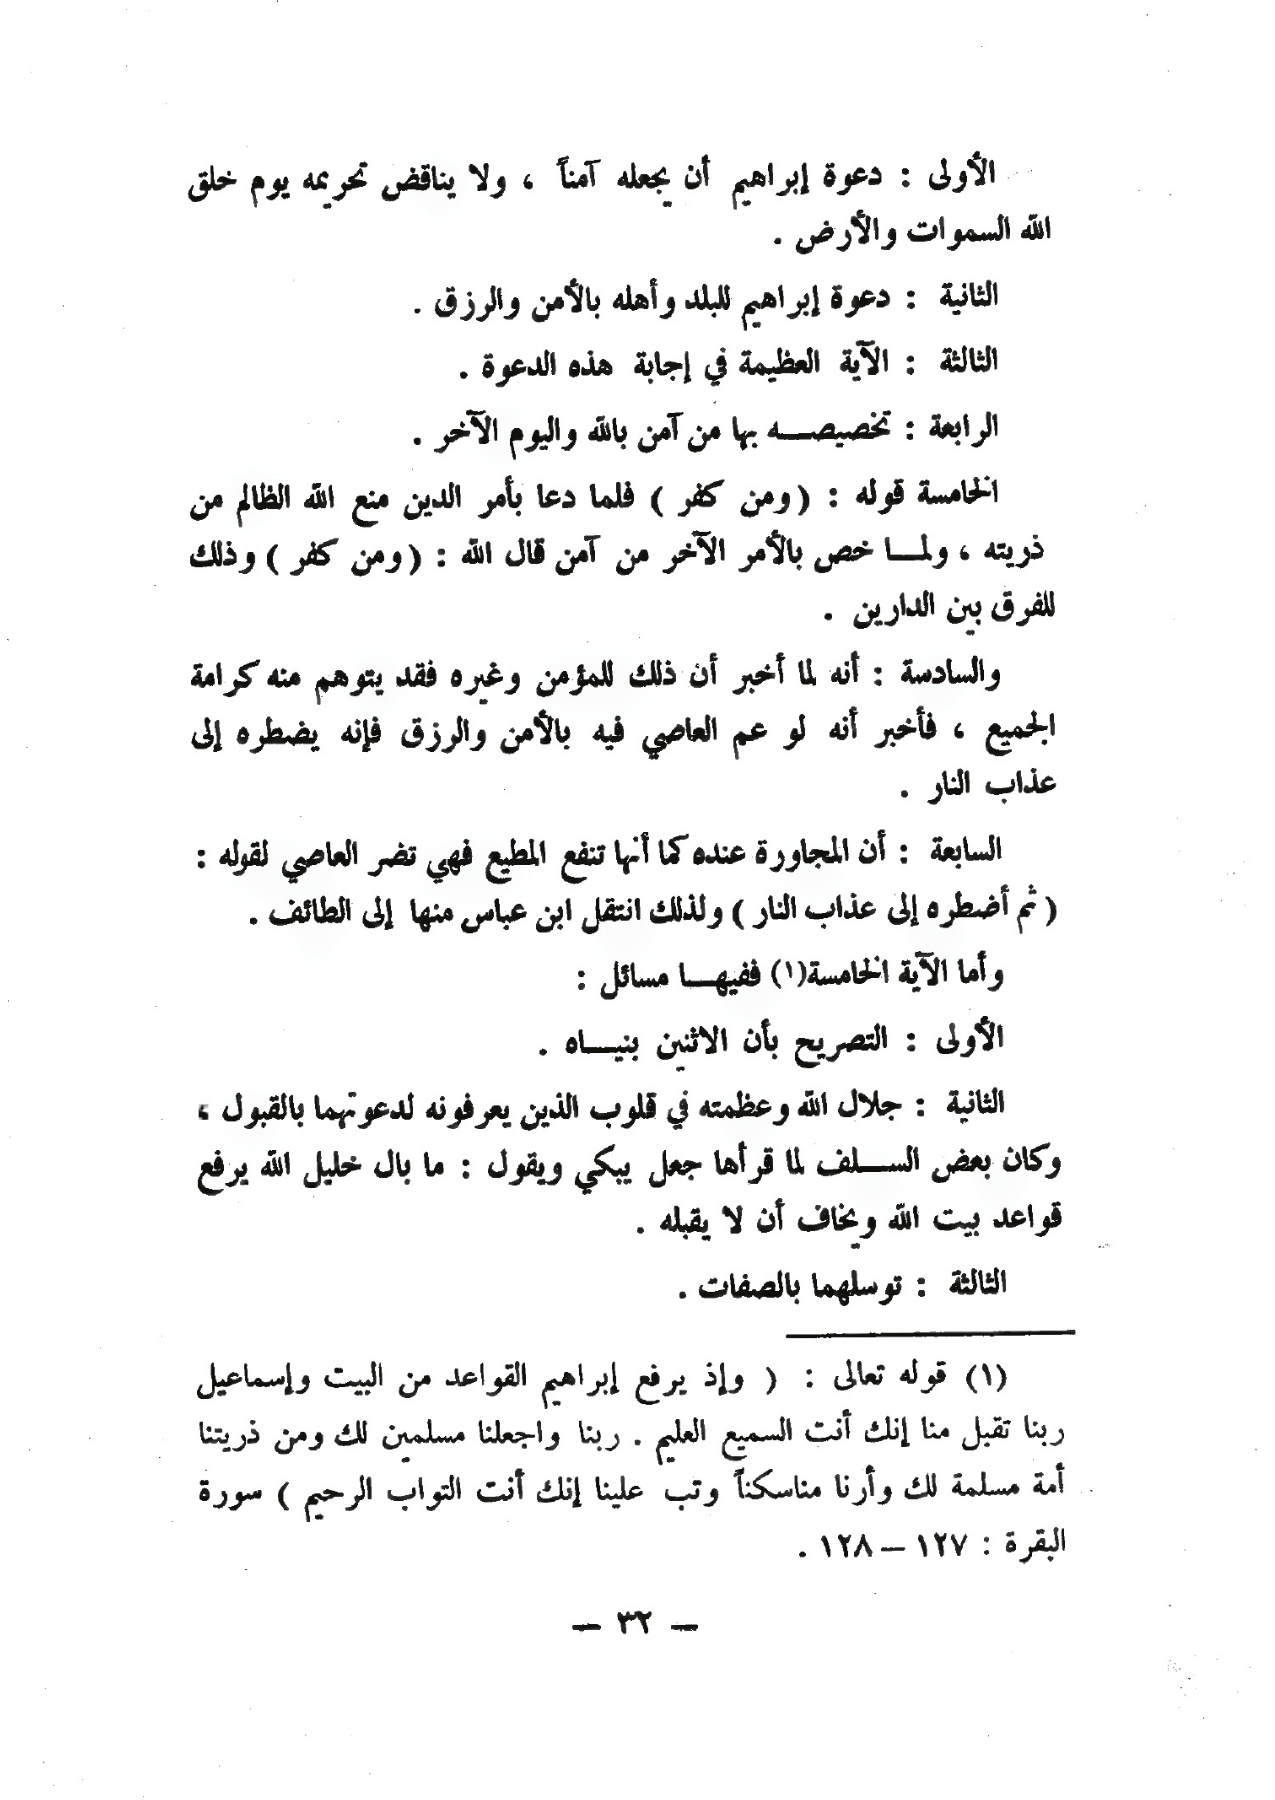 الأولى : دعوة إبراهيم أن يجعله آمناً ، ولا يناقض تحريمه يوم خلق
الله السموات والأرض .
الثانية : دعوة إبراهيم للبلد وأهله بالأمن والرزق .
الثالثة : الآية العظيمة في إجابة هذه الدعوة .
الرابعة : تخصيصـــه بها من آمن بالله واليوم الآخر .
الخامسة قوله : ( ومن كفر ) فلما دعا بأمر الدين منع الله الظالم من
ذريته ، ولمـــا خص بالأمر الآخر من آمن قال الله : ( ومن كفر ) وذلك
للفرق بين الدارين .
والسادسة : أنه لما أخبر أن ذلك للمؤمن وغيره فقد يتوهم منه كرامة
الجميع ، فأخبر أنه لو عم العاصي فيه بالأمن والرزق فإنه يضطره إلى
عذاب النار .
السابعة : أن المجاورة عنده كما أنها تنفع المطيع فهي تضر العاصي لقوله :
( ثم أضطره إلى عذاب النار ) ولذلك انتقل ابن عباس منها إلى الطائف .
وأما الآية الخامسة(١) ففيهـــا مسائل :
الأولى : التصريح بأن الاثنين بنيـــاه .
الثانية : جلال الله وعظمته في قلوب الذين يعرفونه لدعوتهما بالقبول ،
وكان بعض الســـلف لما قرأها جعل يبكي ويقول : ما بال خليل الله يرفع
قواعد بيت الله ويخاف أن لا يقبله .
الثالثة : توسلهما بالصفات .
(١) قوله تعالى : ( وإذ يرفع إبراهيم القواعد من البيت وإسماعيل
ربنا تقبل منا إنك أنت السميع العليم . ربنا واجعلنا مسلمين لك ومن ذريتنا
أمة مسلمة لك وأرنا مناسكناً وتب علينا إنك أنت التواب الرحيم ) سورة
البقرة : ١٢٧ – ١٢٨ .
– ٣٢ –